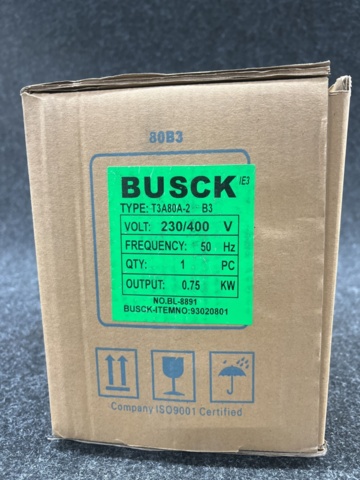 80B3
BUSCK IE3
TYPE: T3A80A-2 B3
VOLT: 230/400 V
FREQUENCY: 50 Hz
QTY: 1 PC
OUTPUT: 0.75 KW
NO.BL-8891
BUSCK-ITEMNO:93020801
Company ISO9001 Certified